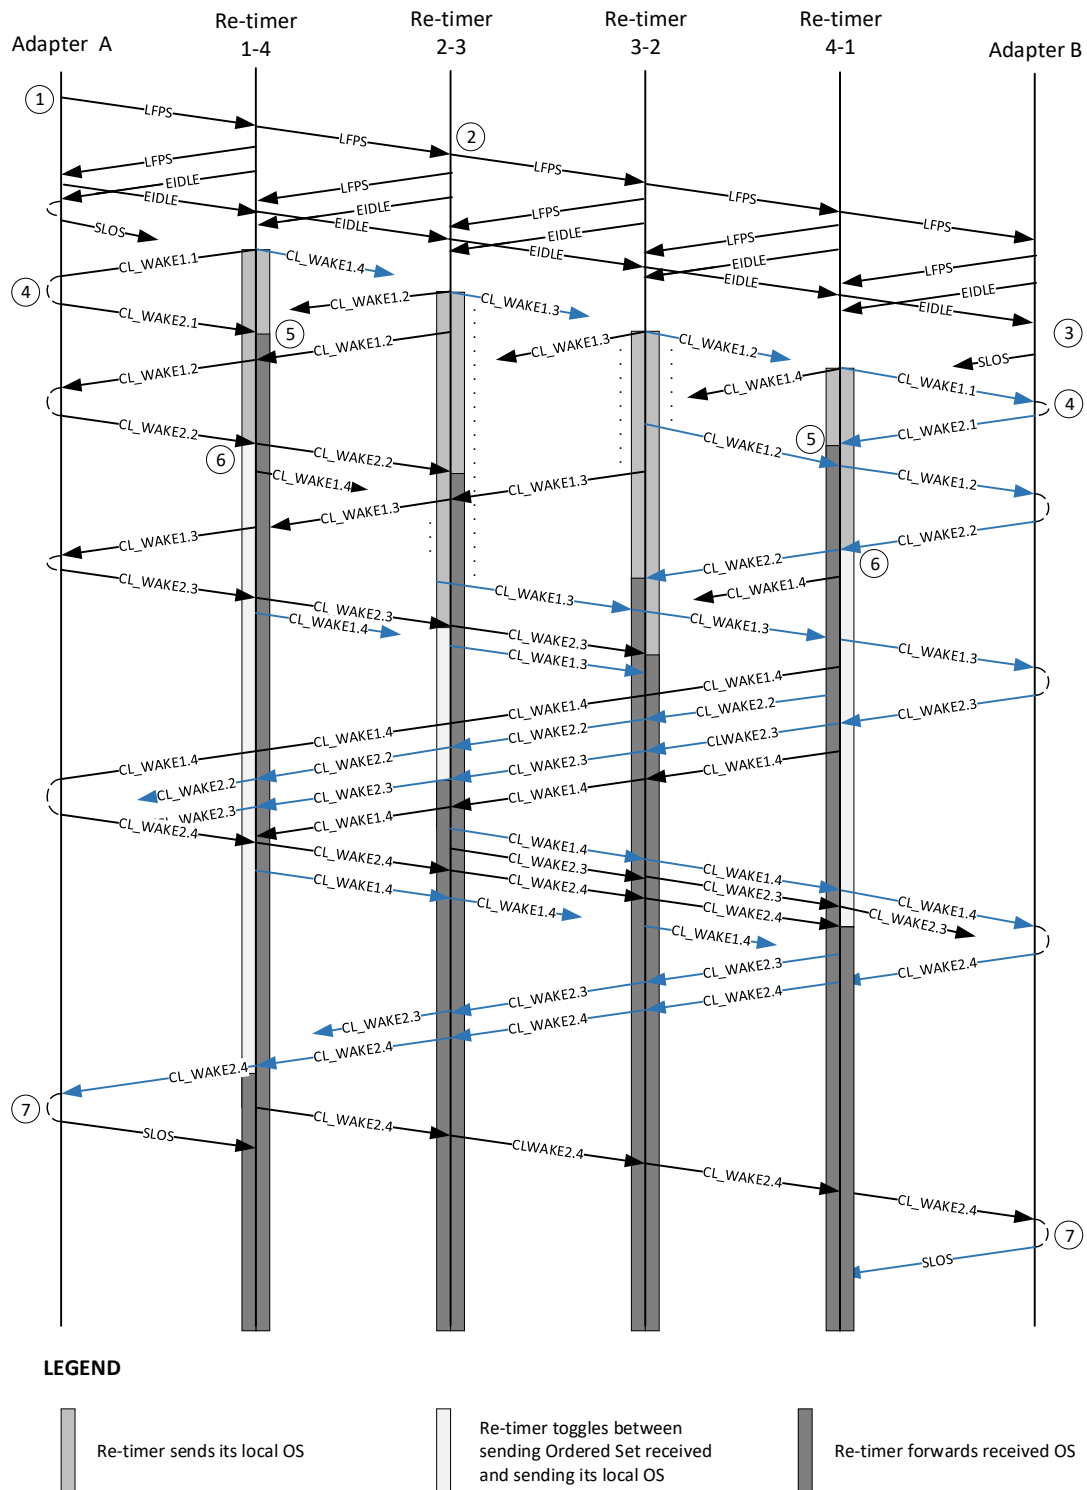 Re-timer
1-4
Re-timer
2-3
Re-timer
3-2
Re-timer
4-1
Adapter A
Adapter B
1
LFPS
LFPS
2
LFPS
LFPS
LFPS
LFPS
EIDLE
EIDLE
LFPS
EIDLE
EIDLE
LFPS
EIDLE
EIDLE
LFPS
EIDLE
EIDLE
LFPS
EIDLE
EIDLE
SLOS
3
SLOS
CL_WAKE1.1
CL_WAKE1.4
4
CL_WAKE2.1
CL_WAKE1.2
CL_WAKE1.3
5
CL_WAKE1.2
CL_WAKE1.2
CL_WAKE1.3
CL_WAKE1.2
CL_WAKE1.4
CL_WAKE1.1
4
CL_WAKE2.1
5
CL_WAKE2.2
CL_WAKE2.2
6
CL_WAKE1.4
CL_WAKE1.2
CL_WAKE1.2
CL_WAKE1.3
CL_WAKE1.3
CL_WAKE1.3
CL_WAKE2.2
CL_WAKE2.2
6
CL_WAKE1.4
CL_WAKE2.3
CL_WAKE2.3
CL_WAKE2.3
CL_WAKE1.4
CL_WAKE1.3
CL_WAKE1.3
CL_WAKE1.3
CL_WAKE1.3
CL_WAKE1.4
CL_WAKE1.4
CL_WAKE1.4
CL_WAKE1.4
CL_WAKE2.2
CL_WAKE2.2
CL_WAKE2.2
CL_WAKE2.2
CL_WAKE2.3
CLWAKE2.3
CL_WAKE2.3
CL_WAKE2.3
CL_WAKE2.3
CL_WAKE1.4
CL_WAKE1.4
CL_WAKE1.4
CL_WAKE2.4
CL_WAKE2.4
CL_WAKE2.4
CL_WAKE2.4
CL_WAKE1.4
CL_WAKE1.4
CL_WAKE1.4
CL_WAKE2.3
CL_WAKE2.3
CL_WAKE2.3
CL_WAKE1.4
CL_WAKE1.4
CL_WAKE1.4
CL_WAKE2.3
CL_WAKE2.3
CL_WAKE2.3
CL_WAKE2.4
CL_WAKE2.4
CL_WAKE2.4
CL_WAKE2.4
CL_WAKE2.4
7
SLOS
CL_WAKE2.4
CLWAKE2.4
CL_WAKE2.4
CL_WAKE2.4
7
SLOS
LEGEND
Re-timer sends its local OS
Re-timer toggles between
sending Ordered Set received
and sending its local OS
Re-timer forwards received OS